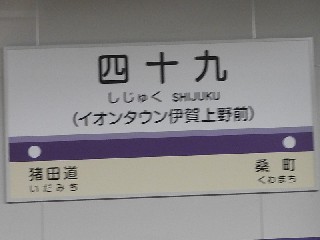 四十九
しじゅく SHIJUKU
(イオンタウン伊賀上野前)
猪田道
いだみち
桑町
くわまち